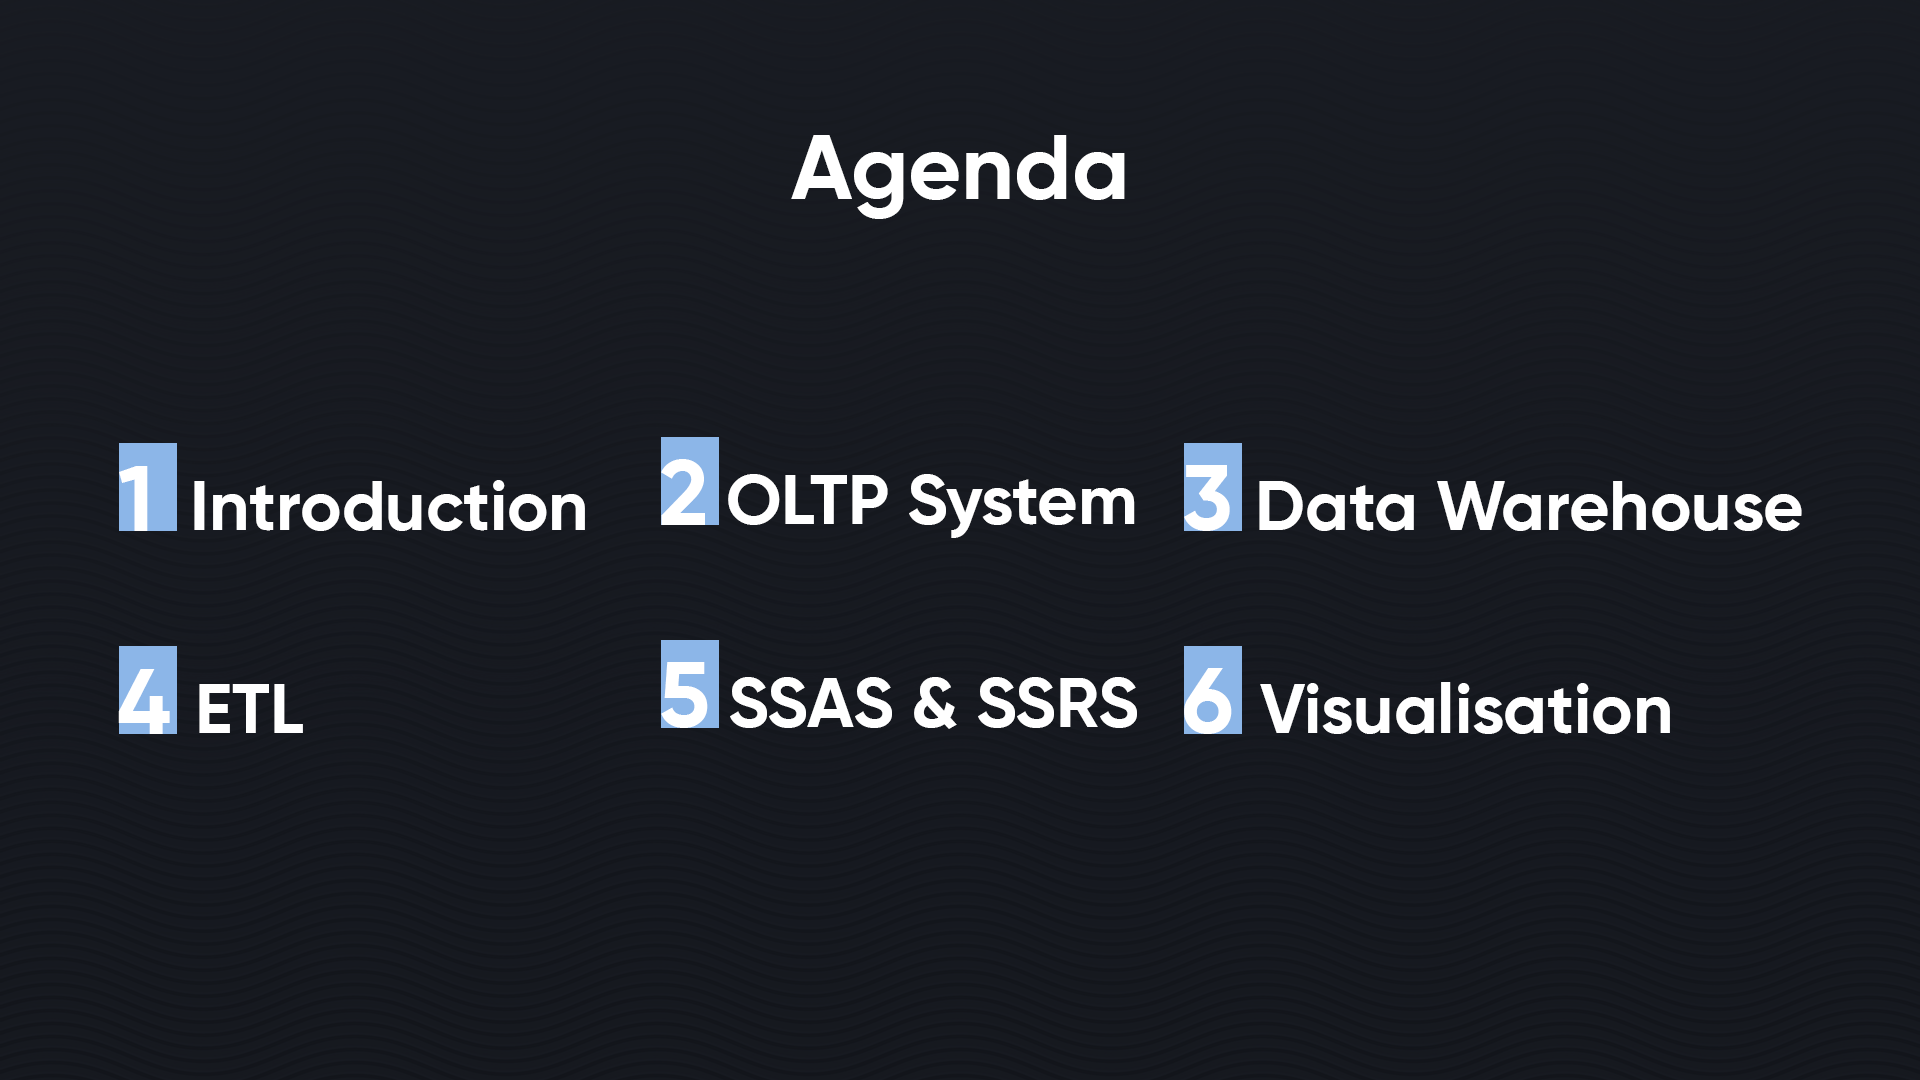 Agenda
1 Introduction
2 OLTP System
3 Data Warehouse
4 ETL
5 SSAS & SSRS
6 Visualisation